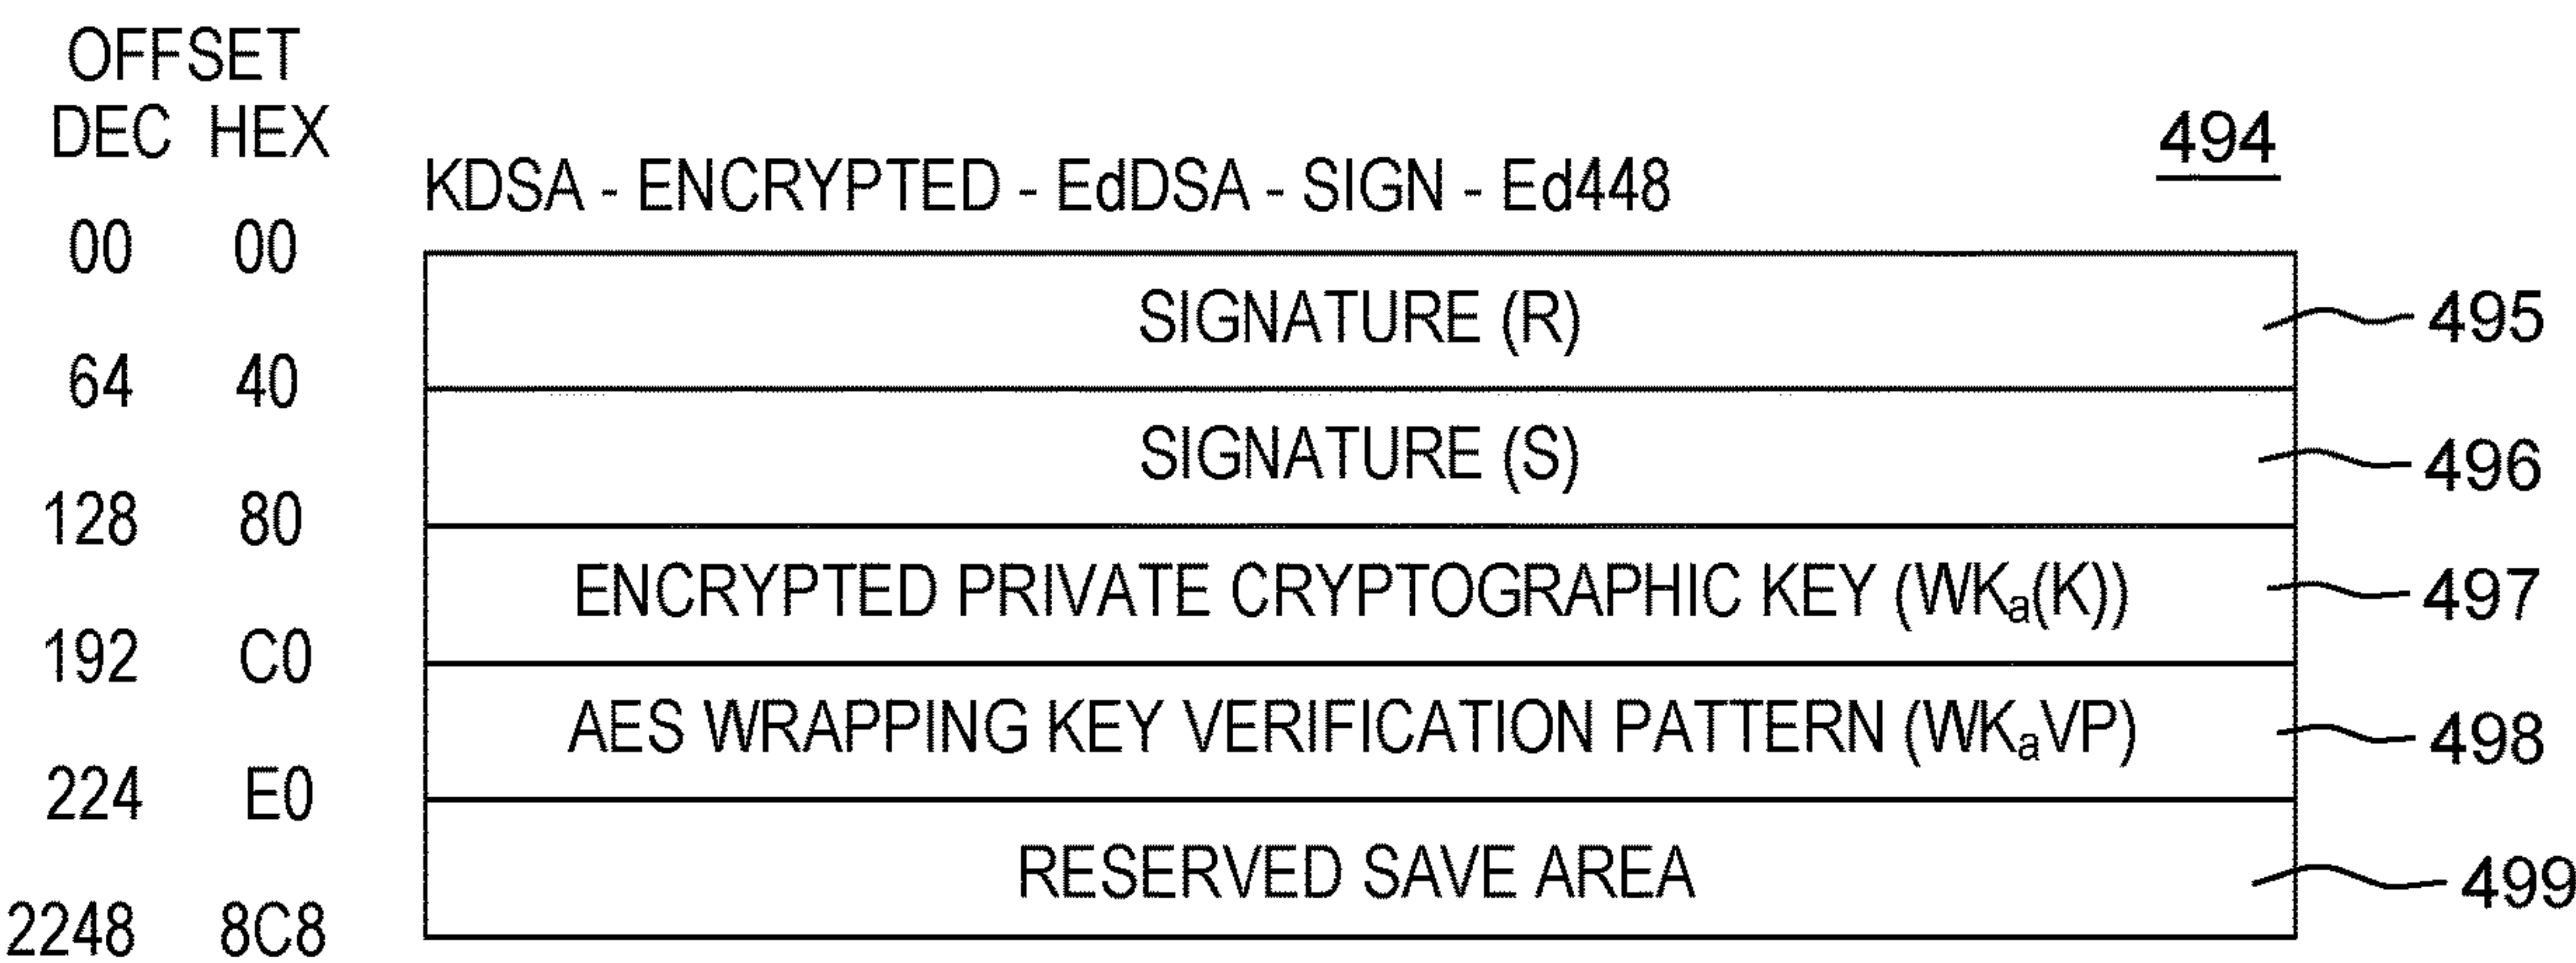 OFFSET
DEC HEX
494
KDSA - ENCRYPTED - EdDSA - SIGN - Ed448
00 00
SIGNATURE (R)
495
64 40
SIGNATURE (S)
496
128 80
ENCRYPTED PRIVATE CRYPTOGRAPHIC KEY (WKa(K))
497
192 C0
AES WRAPPING KEY VERIFICATION PATTERN (WKaVP)
498
224 E0
RESERVED SAVE AREA
499
2248 8C8